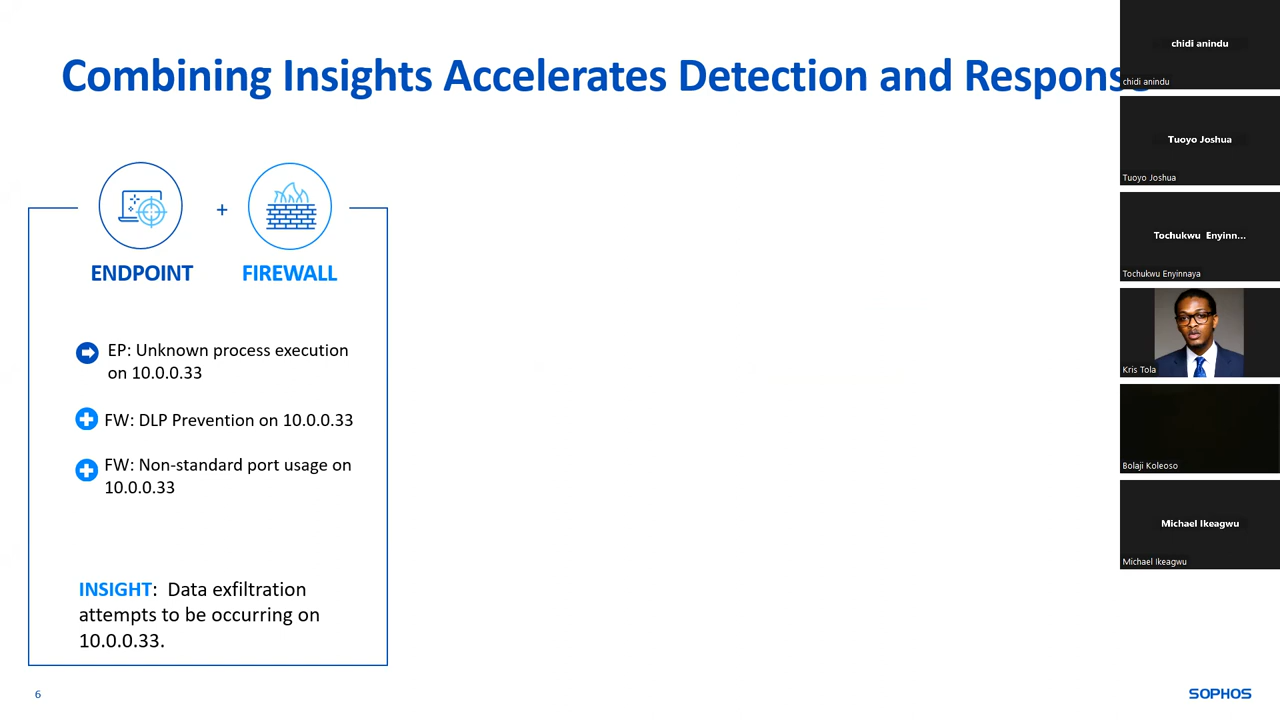 Combining Insights Accelerates Detection and Response
ENDPOINT
+
FIREWALL
EP: Unknown process execution
on 10.0.0.33
FW: DLP Prevention on 10.0.0.33
FW: Non-standard port usage on
10.0.0.33
INSIGHT: Data exfiltration
attempts to be occurring on
10.0.0.33.
6
SOPHOS
chidi anindu
chidi anindu
Tuoyo Joshua
Tuoyo Joshua
Tochukwu Enyinn...
Tochukwu Enyinnaya
Kris Tola
Bolaji Koleoso
Michael Ikeagwu
Michael Ikeagwu